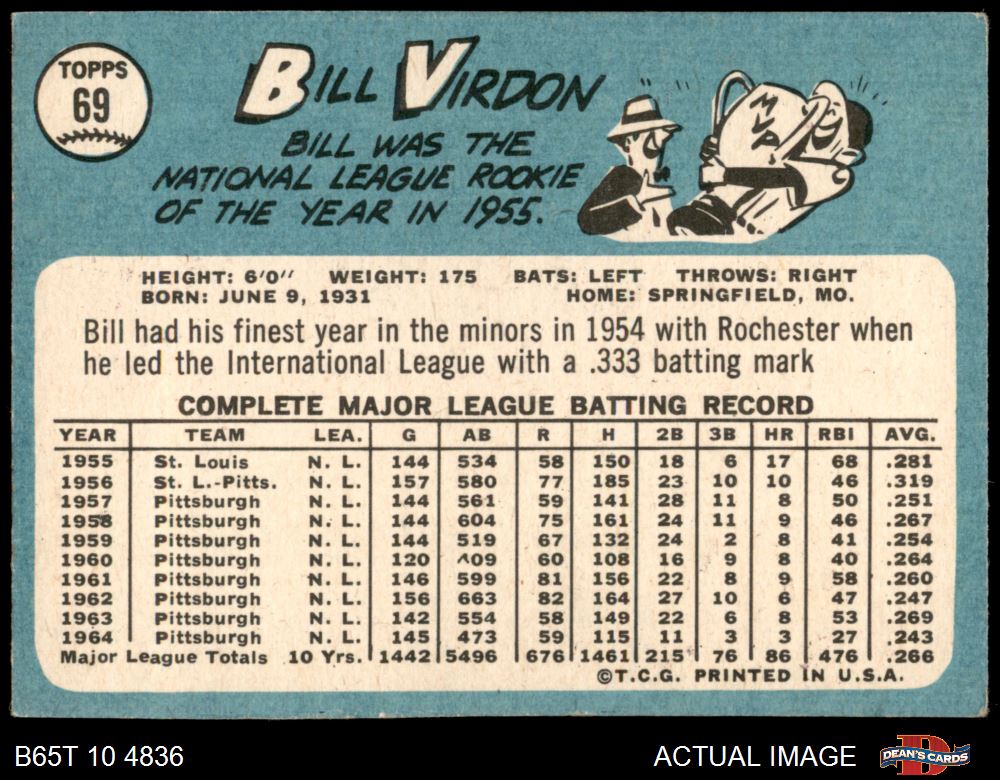 TOPPS
69
BILL VIRDON
BILL WAS THE
NATIONAL LEAGUE ROOKIE
OF THE YEAR IN 1955.
MVP
HEIGHT: 6'0" WEIGHT: 175 BATS: LEFT THROWS: RIGHT
BORN: JUNE 9, 1931 HOME: SPRINGFIELD, MO.
Bill had his finest year in the minors in 1954 with Rochester when
he led the International League with a .333 batting mark
COMPLETE MAJOR LEAGUE BATTING RECORD
YEAR TEAM LEA. G AB R H 2B 3B HR RBI AVG.
1955 St. Louis N. L. 144 534 58 150 18 6 17 68 .281
1956 St. L.-Pitts. N. L. 157 580 77 185 23 10 10 46 .319
1957 Pittsburgh N. L. 144 561 59 141 28 11 8 50 .251
1958 Pittsburgh N. L. 144 604 75 161 24 11 9 46 .267
1959 Pittsburgh N. L. 144 519 67 132 24 2 8 41 .254
1960 Pittsburgh N. L. 120 409 60 108 16 9 8 40 .264
1961 Pittsburgh N. L. 146 599 81 156 22 8 9 58 .260
1962 Pittsburgh N. L. 156 663 82 164 27 10 6 47 .247
1963 Pittsburgh N. L. 142 554 58 149 22 6 8 53 .269
1964 Pittsburgh N. L. 145 473 59 115 11 3 3 27 .243
Major League Totals 10 Yrs. 1442 5496 676 1461 215 76 86 476 .266
©T.C.G. PRINTED IN U.S.A.
B65T 10 4836 ACTUAL IMAGE DEAN'S CARDS